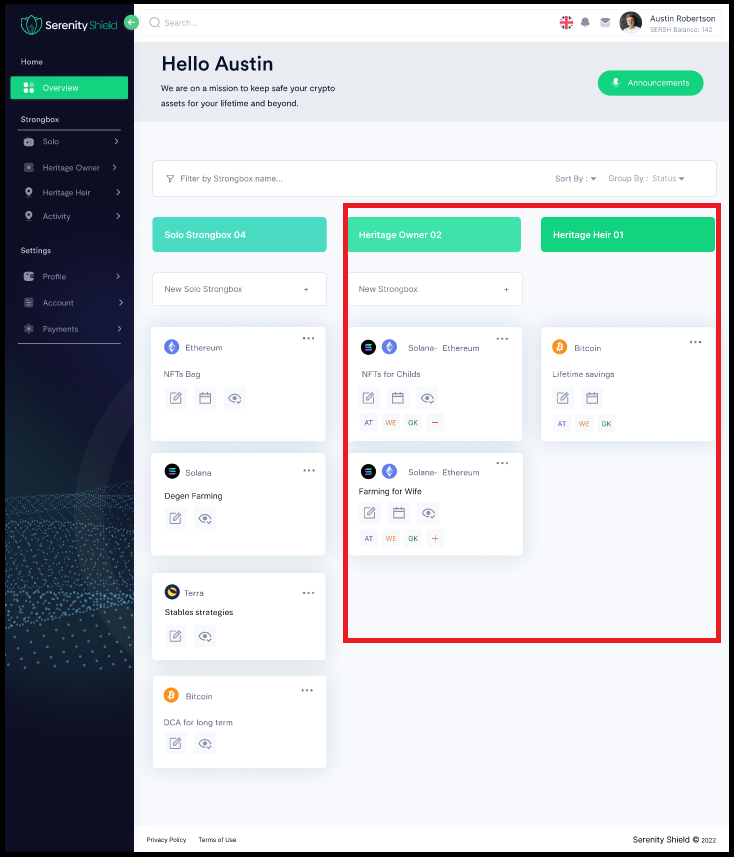 Serenity Shield
Search...
Austin Robertson
SERSH Balance: 142
Home
Overview
Strongbox
Solo
Heritage Owner
Heritage Heir
Activity
Settings
Profile
Account
Payments
Hello Austin
We are on a mission to keep safe your crypto
assets for your lifetime and beyond.
Announcements
Filter by Strongbox name...
Sort By :
Group By : Status
Solo Strongbox 04
New Solo Strongbox +
Ethereum
NFTs Bag
Solana
Degen Farming
Terra
Stables strategies
Bitcoin
DCA for long term
Heritage Owner 02
New Strongbox +
Solana- Ethereum
NFTs for Childs
AT WE GK −
Solana- Ethereum
Farming for Wife
AT WE GK +
Heritage Heir 01
Bitcoin
Lifetime savings
AT WE GK
Privacy Policy
Terms of Use
Serenity Shield © 2022